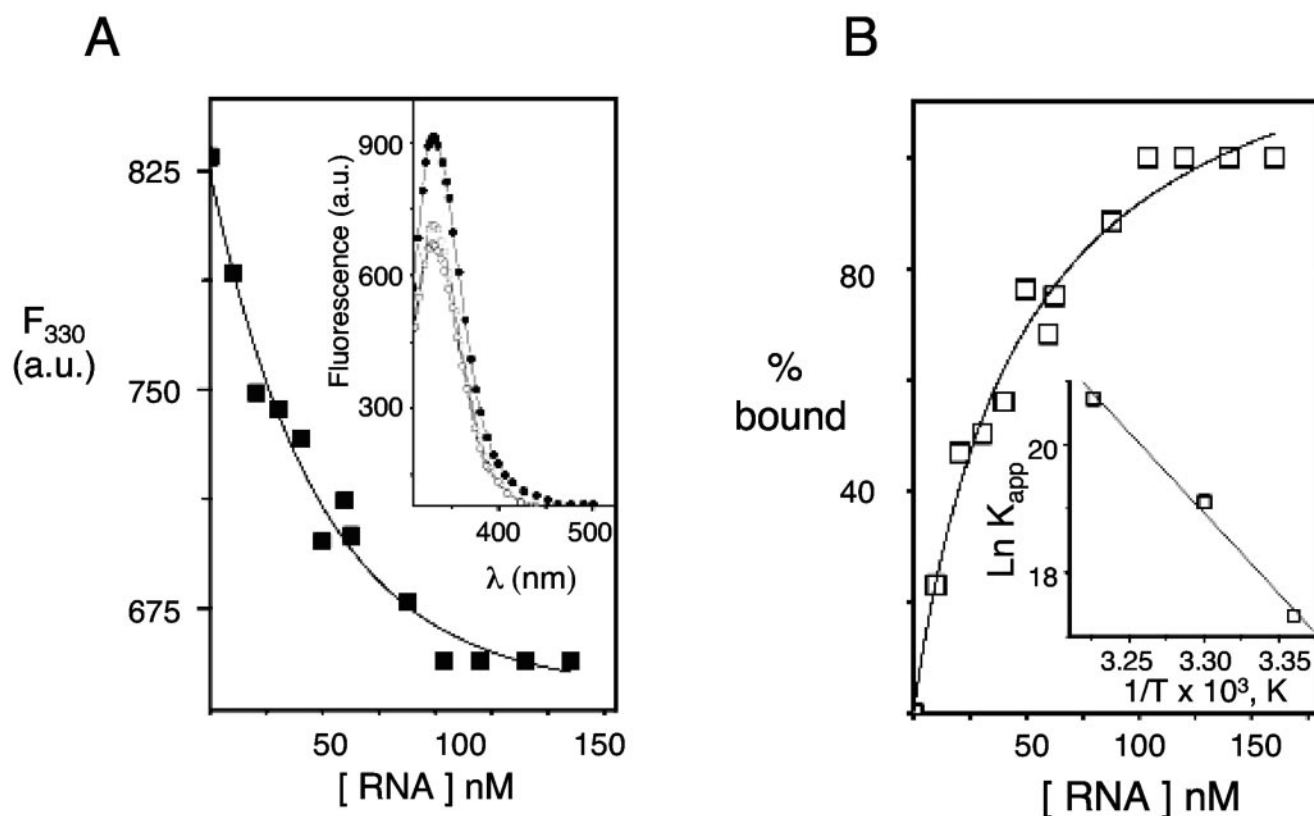 A
825
750
675
F330
(a.u.)
50 100 150
[ RNA ] nM
Fluorescence (a.u.)
900
600
300
400 500
λ (nm)
B
80
40
%
bound
50 100 150
[ RNA ] nM
Ln Kapp
20
18
3.25 3.30 3.35
1/T x 10³, K